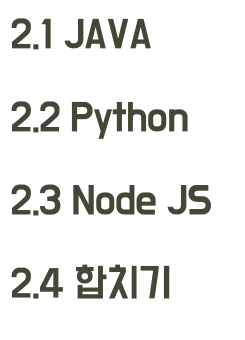 2.1 JAVA
2.2 Python
2.3 Node JS
2.4 합치기